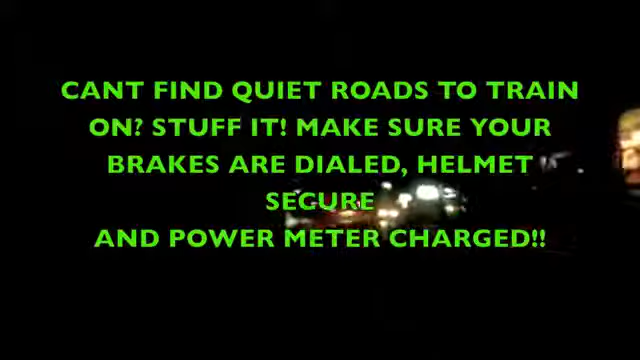 CANT FIND QUIET ROADS TO TRAIN
ON? STUFF IT! MAKE SURE YOUR
BRAKES ARE DIALED, HELMET
SECURE
AND POWER METER CHARGED!!